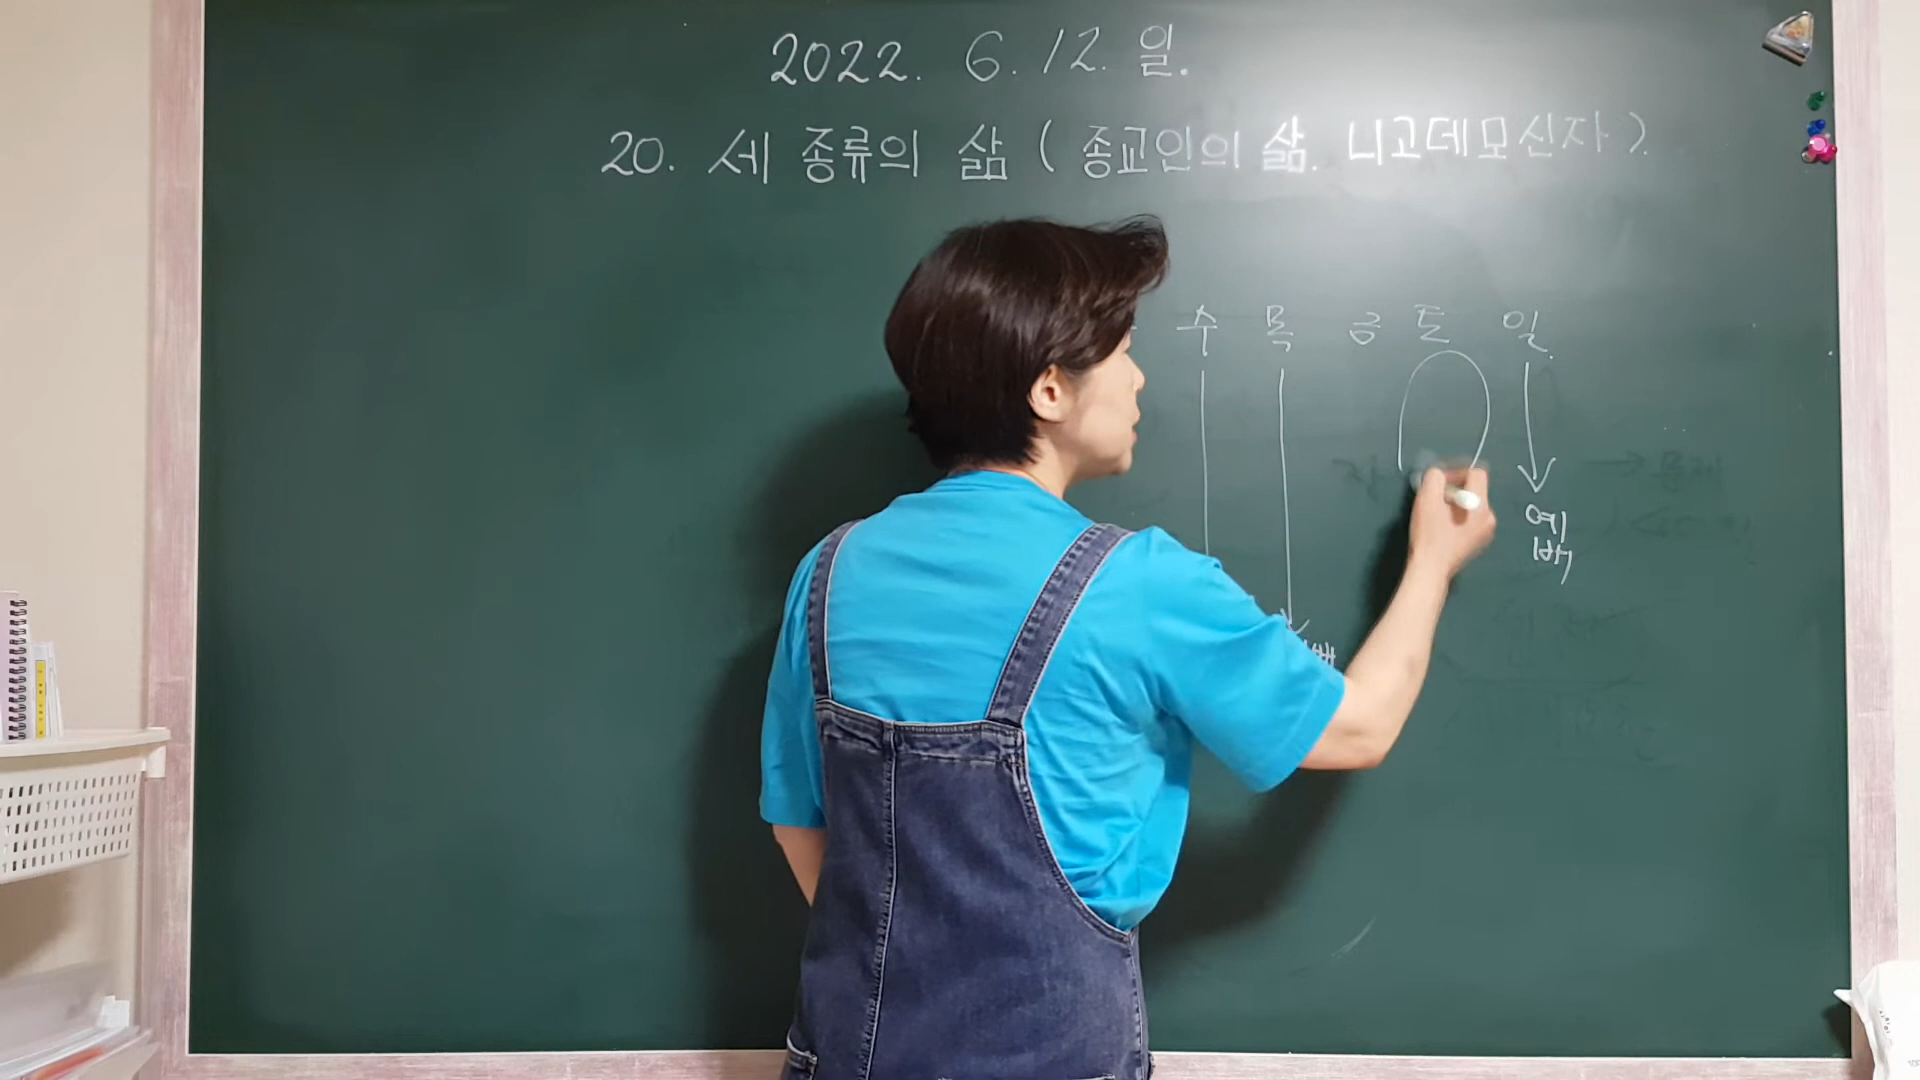 2022. 6. 12. 일.
20. 세 종류의 삶 ( 종교인의 삶. 니고데모신자 ).
수 목 금 토 일.
예
배